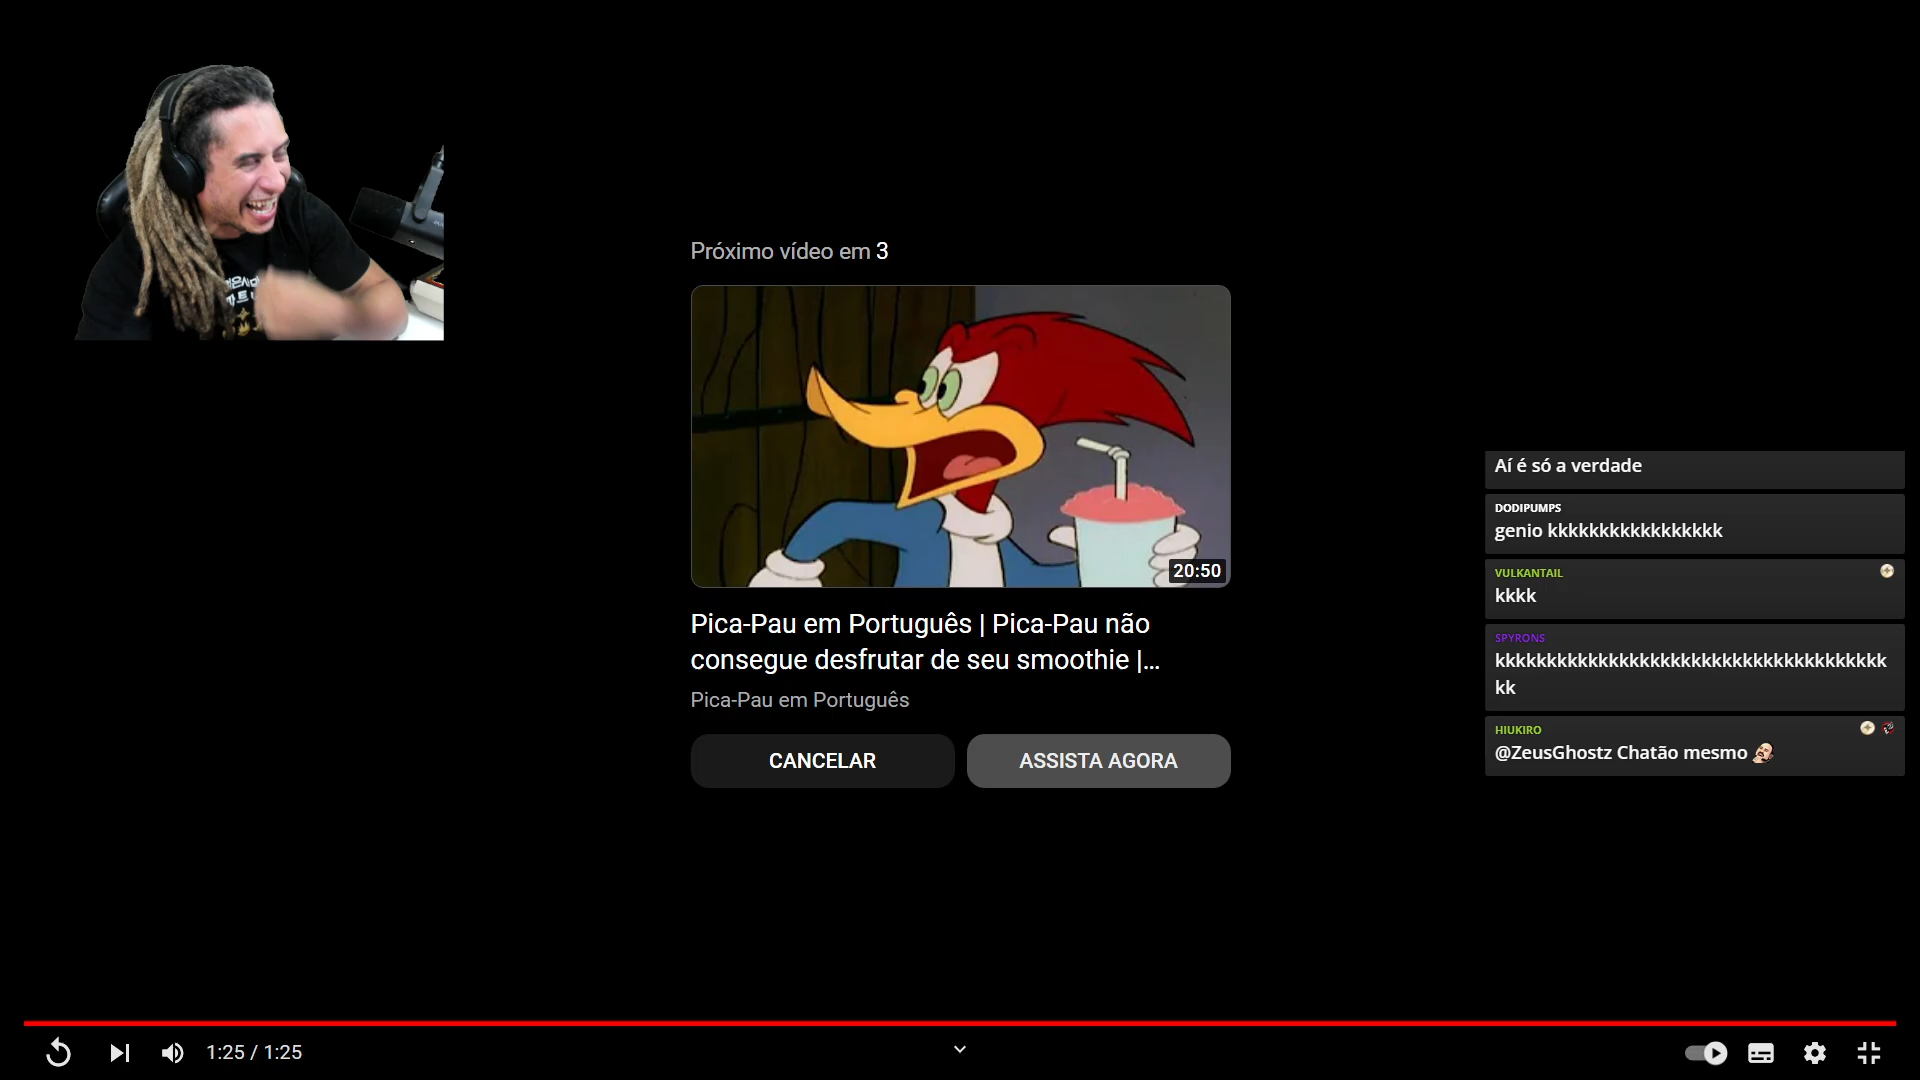 Próximo vídeo em 3
20:50
Pica-Pau em Português | Pica-Pau não
consegue desfrutar de seu smoothie |...
Pica-Pau em Português
CANCELAR
ASSISTA AGORA
Aí é só a verdade
DODIPUMPS
genio kkkkkkkkkkkkkkkkk
VULKANTAIL
kkkk
SPYRONS
kkkkkkkkkkkkkkkkkkkkkkkkkkkkkkkkkkkkkk
kk
HIUKIRO
@ZeusGhostz Chatão mesmo
1:25 / 1:25